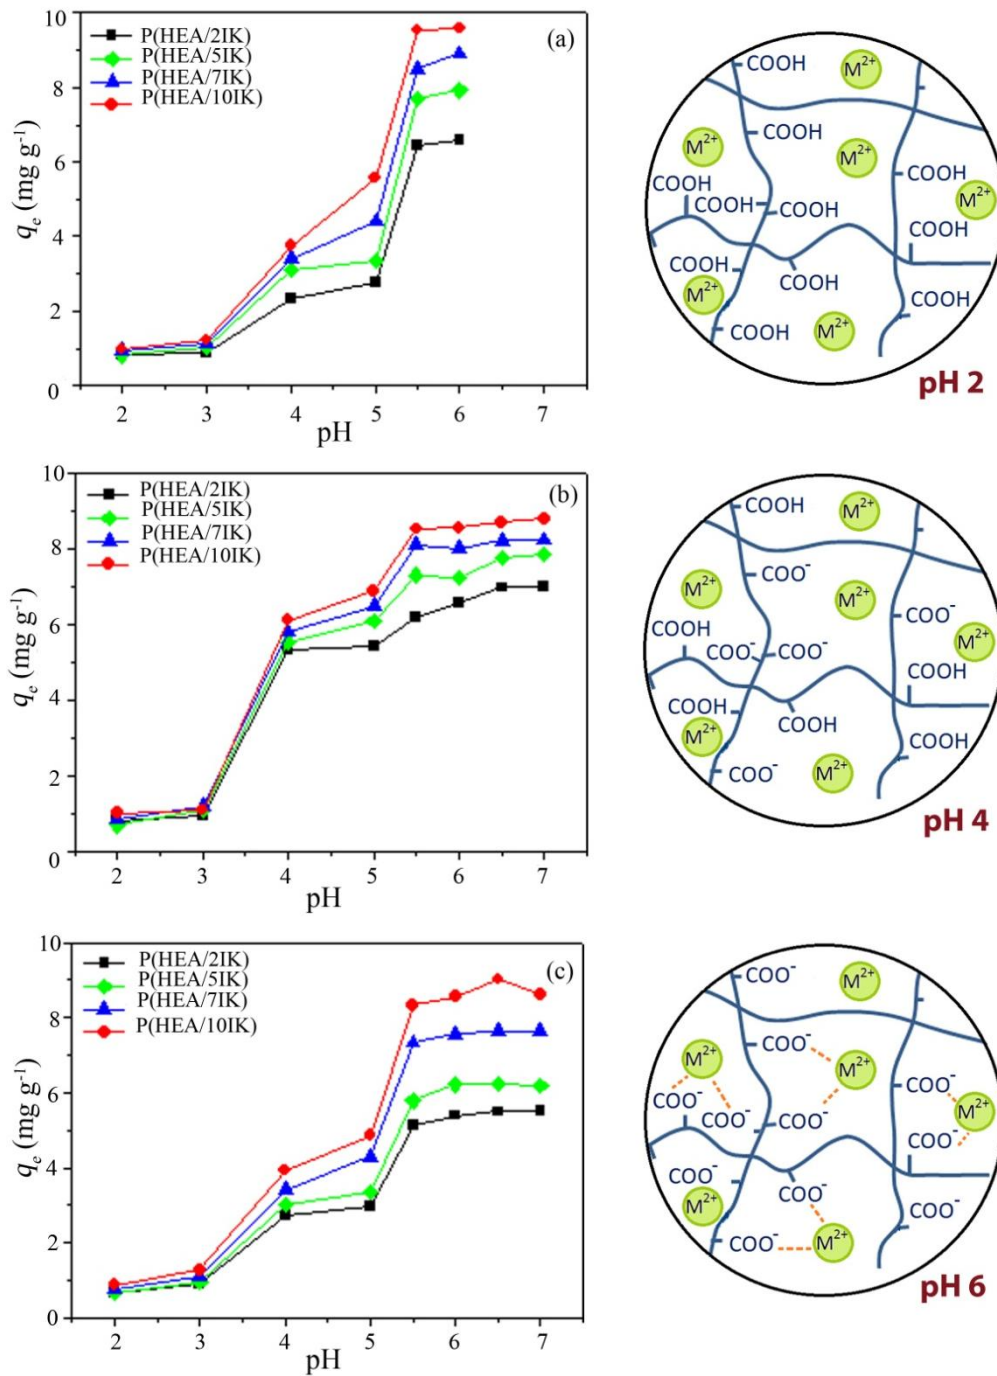 (a)
P(HEA/2IK)
P(HEA/5IK)
P(HEA/7IK)
P(HEA/10IK)
10
8
6
4
2
0
qₑ (mg g⁻¹)
2 3 4 5 6 7
pH
COOH
M²⁺
COOH
M²⁺
M²⁺
COOH
COOH
M²⁺
COOH
COOH
COOH
COOH
M²⁺
COOH
COOH
M²⁺
COOH
pH 2
(b)
P(HEA/2IK)
P(HEA/5IK)
P(HEA/7IK)
P(HEA/10IK)
10
8
6
4
2
0
qₑ (mg g⁻¹)
2 3 4 5 6 7
pH
COOH
M²⁺
COO⁻
M²⁺
M²⁺
COO⁻
COOH
M²⁺
COO⁻
COO⁻
COOH
COOH
COOH
M²⁺
COOH
COO⁻
M²⁺
pH 4
(c)
P(HEA/2IK)
P(HEA/5IK)
P(HEA/7IK)
P(HEA/10IK)
10
8
6
4
2
0
qₑ (mg g⁻¹)
2 3 4 5 6 7
pH
COO⁻
M²⁺
COO⁻
M²⁺
M²⁺
COO⁻
COO⁻
M²⁺
COO⁻
COO⁻
COO⁻
COO⁻
COO⁻
M²⁺
COO⁻
COO⁻
M²⁺
pH 6